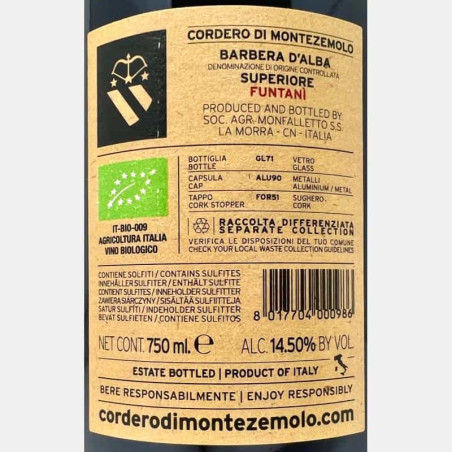 CORDERO DI MONTEZEMOLO
BARBERA D'ALBA
DENOMINAZIONE DI ORIGINE CONTROLLATA
SUPERIORE
FUNTANÌ
PRODUCED AND BOTTLED BY
SOC. AGR. MONFALLETTO S.S.
LA MORRA - CN - ITALIA
BOTTIGLIA GL71 VETRO
BOTTLE GLASS
CAPSULA ALU90 METALLI
CAP ALUMINIUM / METAL
TAPPO FOR51 SUGHERO
CORK STOPPER CORK
RACCOLTA DIFFERENZIATA
SEPARATE COLLECTION
VERIFICA LE DISPOSIZIONI DEL TUO COMUNE
CHECK YOUR LOCAL WASTE COLLECTION GUIDELINES
IT-BIO-009
AGRICOLTURA ITALIA
VINO BIOLOGICO
CONTIENE SOLFITI / CONTAINS SULFITES
INNEHÅLLER SULFITER / ENTHÄLT SULFITE
CONTIENT SULFITES / INNEHOLDER SULFITTER
ZAWIERA SIARCZYNY / SISÄLTÄÄ SULFIITTEJA
SATUR SULFITI / INDEHOLDER SULFITTER
BEVAT SULFIETEN / CONTIENE SULFITOS
8 017704 000986
NET CONT. 750 ml. e ALC. 14.50% BY VOL.
ESTATE BOTTLED | PRODUCT OF ITALY
BERE RESPONSABILMENTE | ENJOY RESPONSIBLY
corderodimontezemolo.com